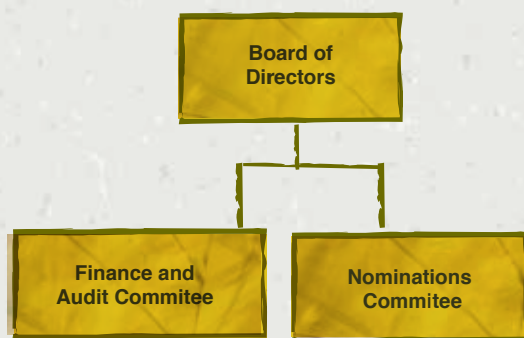 Board of
Directors
Finance and
Audit Commitee
Nominations
Commitee